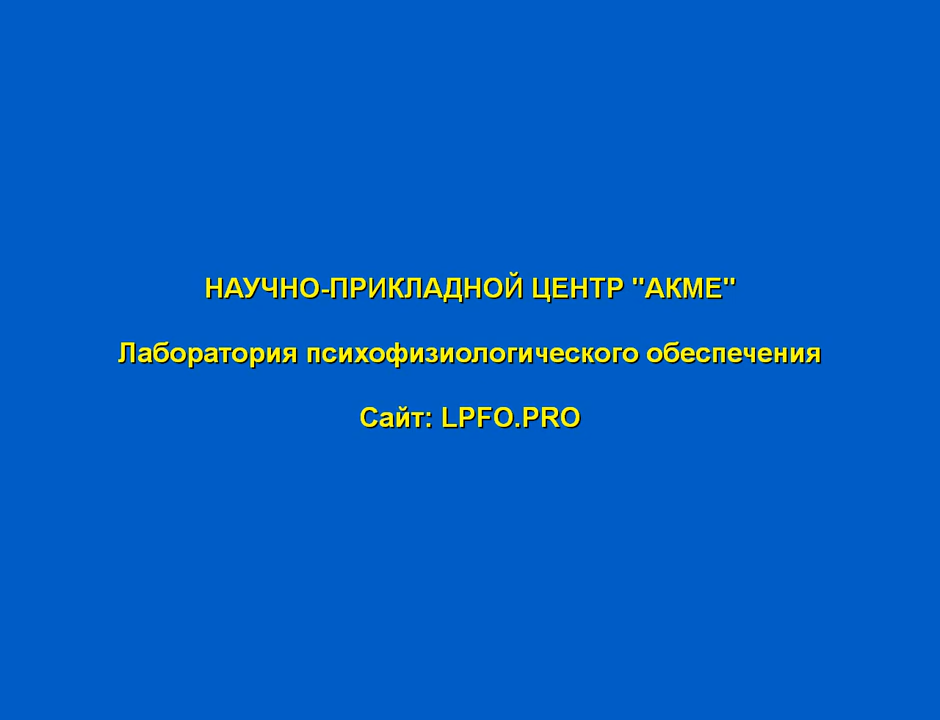 НАУЧНО-ПРИКЛАДНОЙ ЦЕНТР "АКМЕ"
Лаборатория психофизиологического обеспечения
Сайт: LPFO.PRO